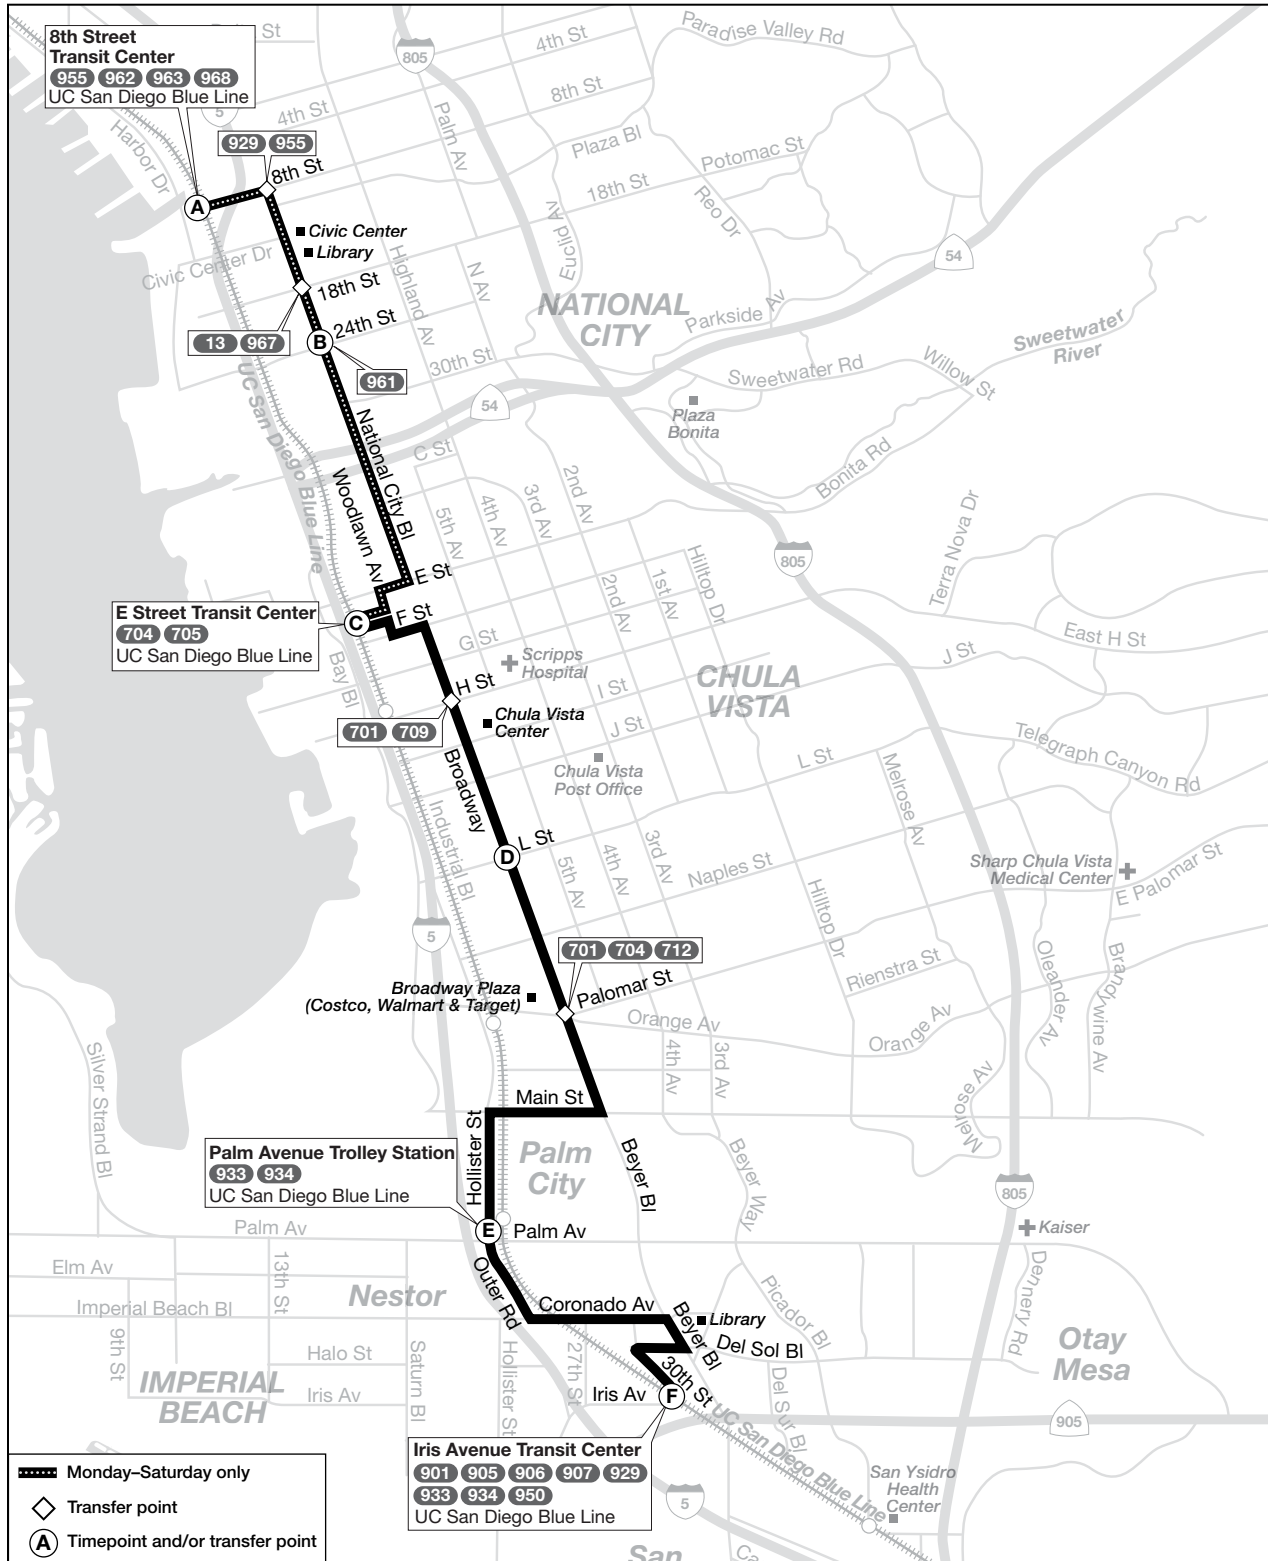 8th Street
Transit Center
955 962 963 968
UC San Diego Blue Line
5
4th St
805
4th St
8th St
Paradise Valley Rd
Palm Av
Plaza Bl
Potomac St
18th St
Reo Dr
Euclid Av
Harbor Dr
929 955
8th St
A
Civic Center
Library
Civic Center Dr
18th St
Highland Av
N Av
54
NATIONAL
CITY
Parkside Av
Sweetwater
River
13 967
B
24th St
961
30th St
54
Sweetwater Rd
Willow St
Plaza
Bonita
Bonita Rd
UC San Diego Blue Line
National City Bl
Woodlawn Av
C St
5th Av
4th Av
3rd Av
2nd Av
2nd Av
1st Av
Hilltop Dr
805
Terra Nova Dr
East H St
J St
E St
E Street Transit Center
704 705
UC San Diego Blue Line
C
F St
G St
Bay Bl
Scripps
Hospital
H St
I St
J St
CHULA
VISTA
701 709
Chula Vista
Center
Chula Vista
Post Office
L St
Telegraph Canyon Rd
Melrose Av
Broadway
Industrial Bl
D
L St
5th Av
4th Av
3rd Av
Naples St
Sharp Chula Vista
Medical Center
E Palomar St
Hilltop Dr
5
701 704 712
Palomar St
Broadway Plaza
(Costco, Walmart & Target)
Orange Av
Rienstra St
Orange Av
Oleander Av
Brandywine Av
Melrose Av
4th Av
3rd Av
Silver Strand Bl
Main St
Hollister St
Palm
City
Beyer Bl
Beyer Way
805
Kaiser
Palm Avenue Trolley Station
933 934
UC San Diego Blue Line
E
Palm Av
Palm Av
Elm Av
13th St
Imperial Beach Bl
Nestor
Outer Rd
Coronado Av
Beyer Bl
Library
Del Sol Bl
Picador Bl
Dennery Rd
Otay
Mesa
9th St
Halo St
Iris Av
Saturn Bl
Hollister St
27th St
Iris Av
30th St
F
IMPERIAL
BEACH
Del Sur Bl
905
UC San Diego Blue Line
Iris Avenue Transit Center
901 905 906 907 929
933 934 950
UC San Diego Blue Line
5
San Ysidro
Health
Center
San
Monday–Saturday only
Transfer point
A Timepoint and/or transfer point